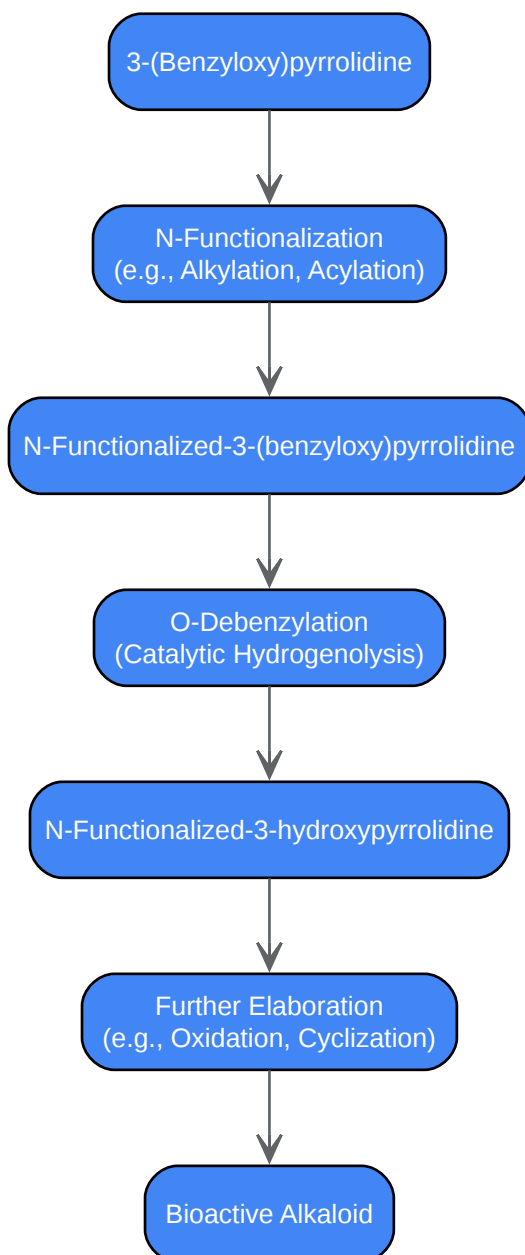 3-(Benzyloxy)pyrrolidine
N-Functionalization
(e.g., Alkylation, Acylation)
N-Functionalized-3-(benzyloxy)pyrrolidine
O-Debenzylation
(Catalytic Hydrogenolysis)
N-Functionalized-3-hydroxypyrrolidine
Further Elaboration
(e.g., Oxidation, Cyclization)
Bioactive Alkaloid